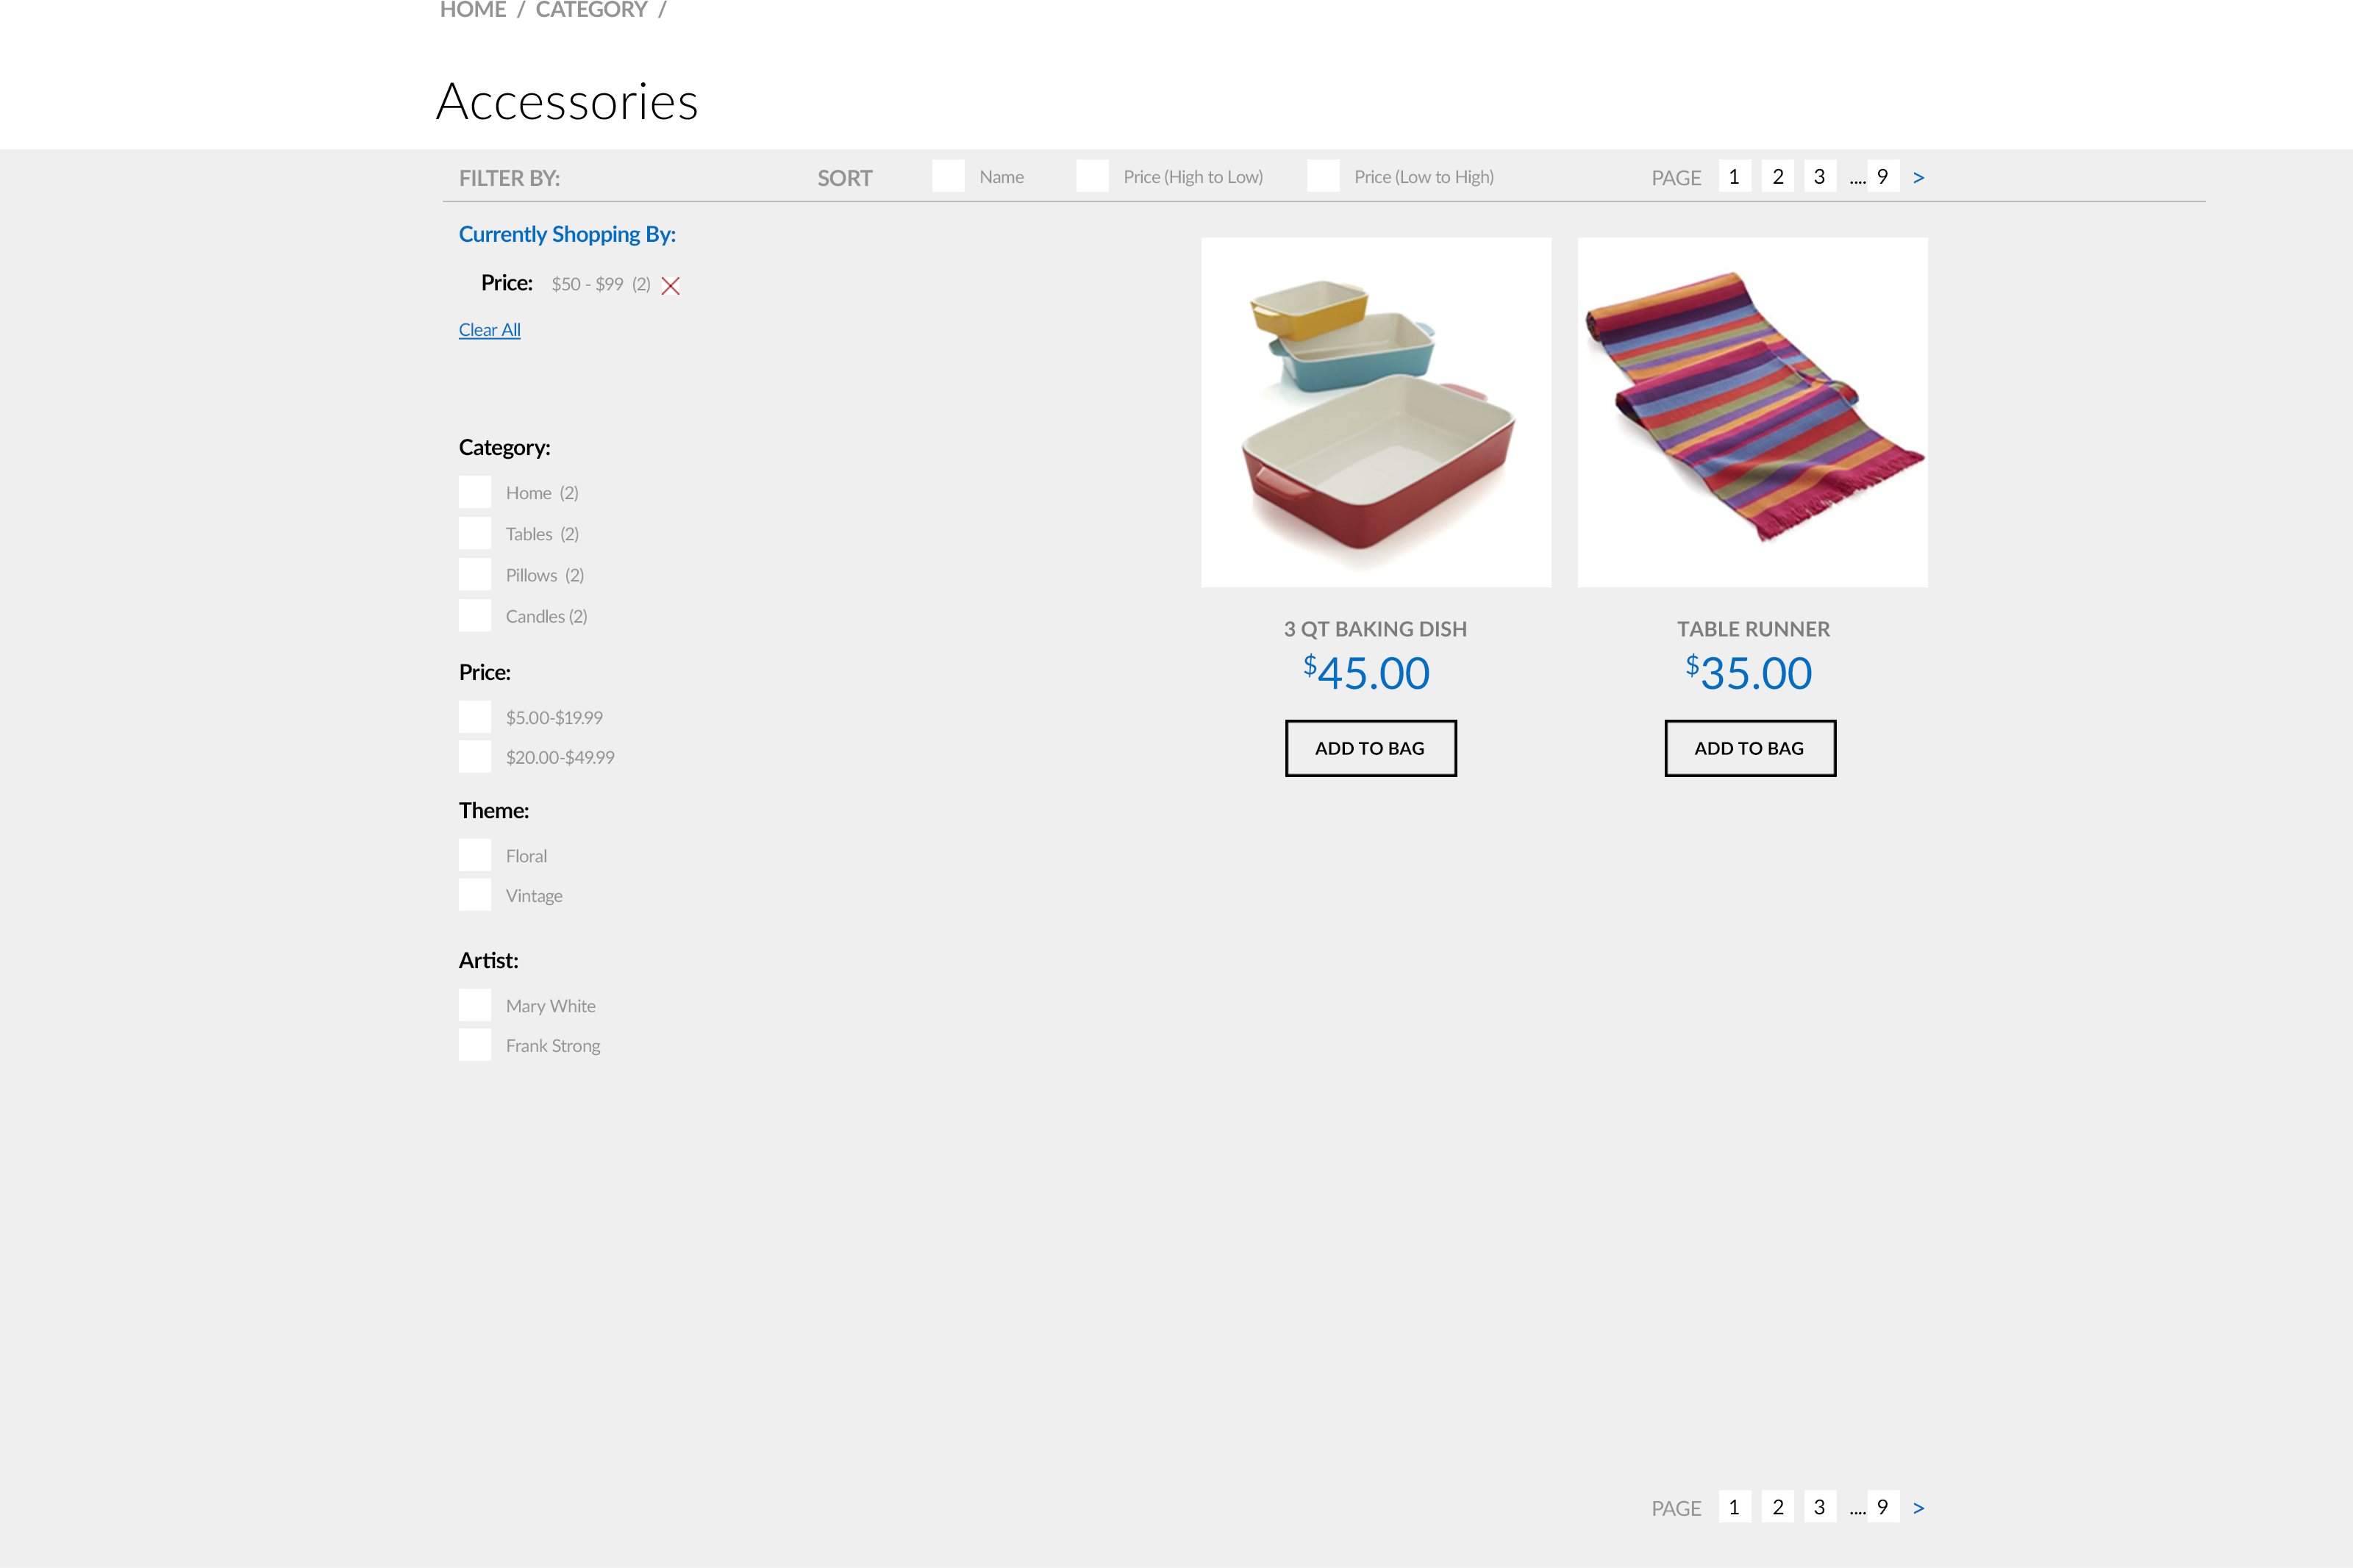 HOME / CATEGORY /
Accessories
FILTER BY: SORT Name Price (High to Low) Price (Low to High) PAGE 1 2 3 .... 9 >
Currently Shopping By:
Price: $50 - $99 (2)
Clear All
Category:
Home (2)
Tables (2)
Pillows (2)
Candles (2)
Price:
$5.00-$19.99
$20.00-$49.99
Theme:
Floral
Vintage
Artist:
Mary White
Frank Strong
3 QT BAKING DISH
$45.00
ADD TO BAG
TABLE RUNNER
$35.00
ADD TO BAG
PAGE 1 2 3 .... 9 >